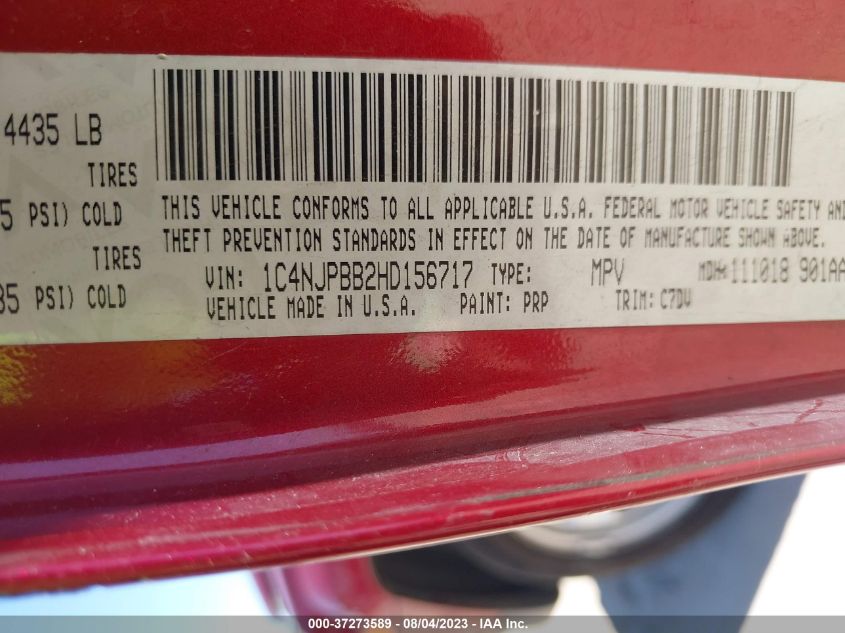 4435 LB
TIRES
5 PSI) COLD
TIRES
35 PSI) COLD
THIS VEHICLE CONFORMS TO ALL APPLICABLE U.S.A. FEDERAL MOTOR VEHICLE SAFETY AND
THEFT PREVENTION STANDARDS IN EFFECT ON THE DATE OF MANUFACTURE SHOWN ABOVE.
VIN: 1C4NJPBB2HD156717 TYPE: MPV MDH:111018 901AA
VEHICLE MADE IN U.S.A. PAINT: PRP TRIM: C7DV
000-37273589 - 08/04/2023 - IAA Inc.